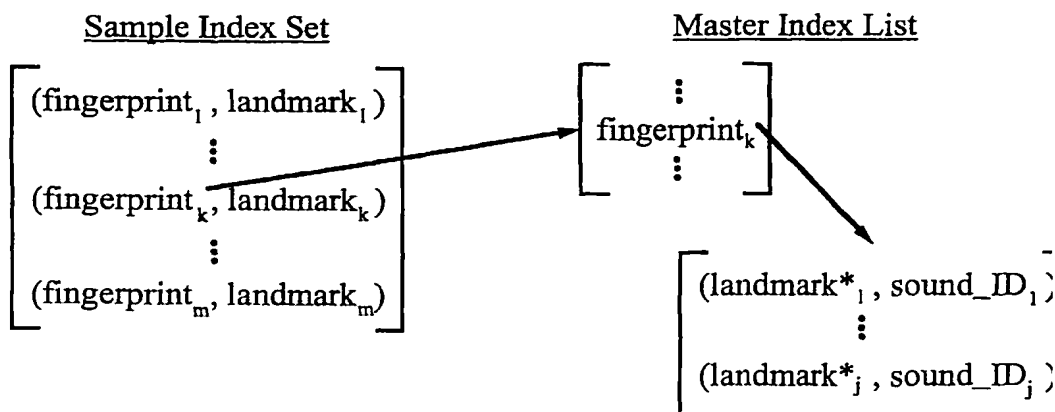 Sample Index Set
(fingerprint₁, landmark₁)
⋮
(fingerprintₖ, landmarkₖ)
⋮
(fingerprintₘ, landmarkₘ)
Master Index List
⋮
fingerprintₖ
⋮
(landmark*₁, sound_ID₁)
⋮
(landmark*ⱼ, sound_IDⱼ)